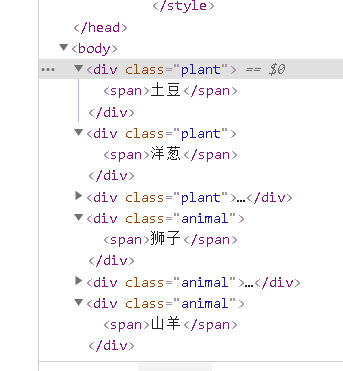 </style>
</head>
<body>
<div class="plant"> == $0
<span>土豆</span>
</div>
<div class="plant">
<span>洋葱</span>
</div>
<div class="plant">…</div>
<div class="animal">
<span>狮子</span>
</div>
<div class="animal">…</div>
<div class="animal">
<span>山羊</span>
</div>